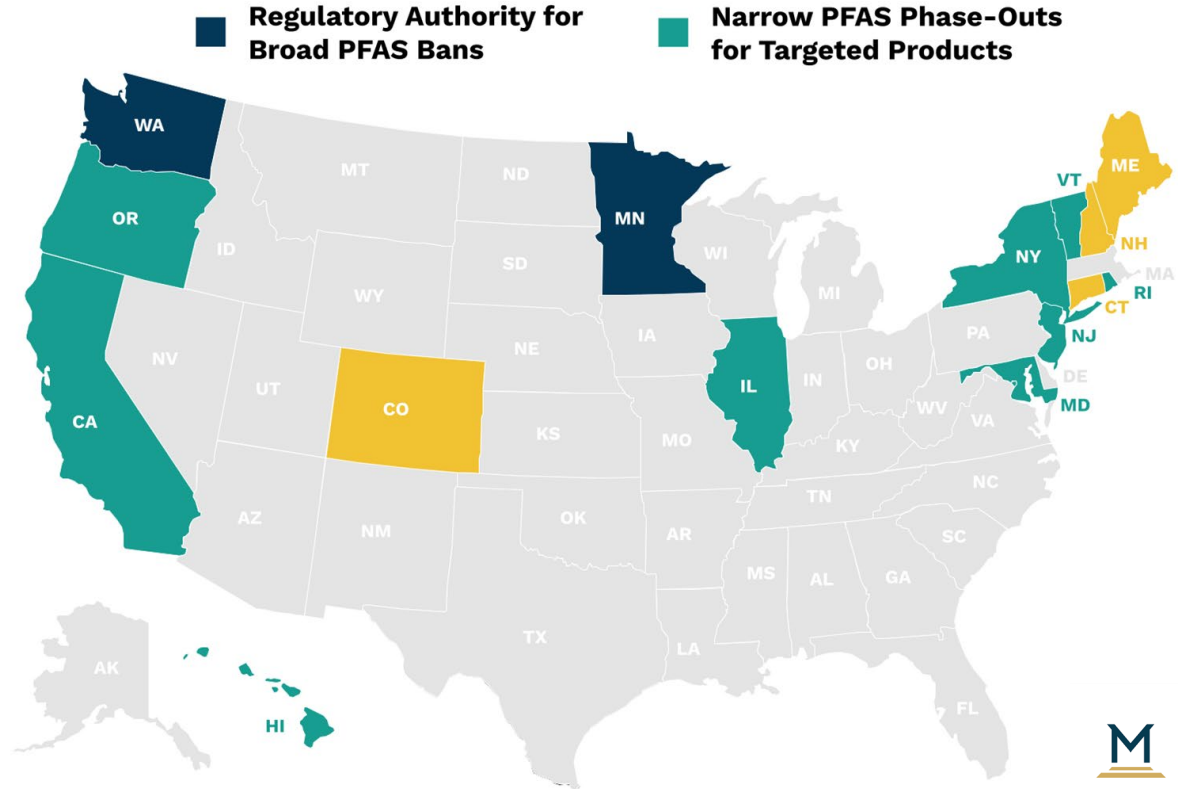 Regulatory Authority for
Broad PFAS Bans
Narrow PFAS Phase-Outs
for Targeted Products
WA
MT
ND
MN
OR
ID
SD
WI
WY
MI
VT
ME
NY
NH
MA
RI
CT
NV
UT
CO
NE
IA
IL
IN
OH
PA
NJ
DE
MD
CA
KS
MO
KY
WV
VA
AZ
NM
OK
AR
TN
NC
SC
MS
AL
GA
TX
LA
FL
AK
HI
M